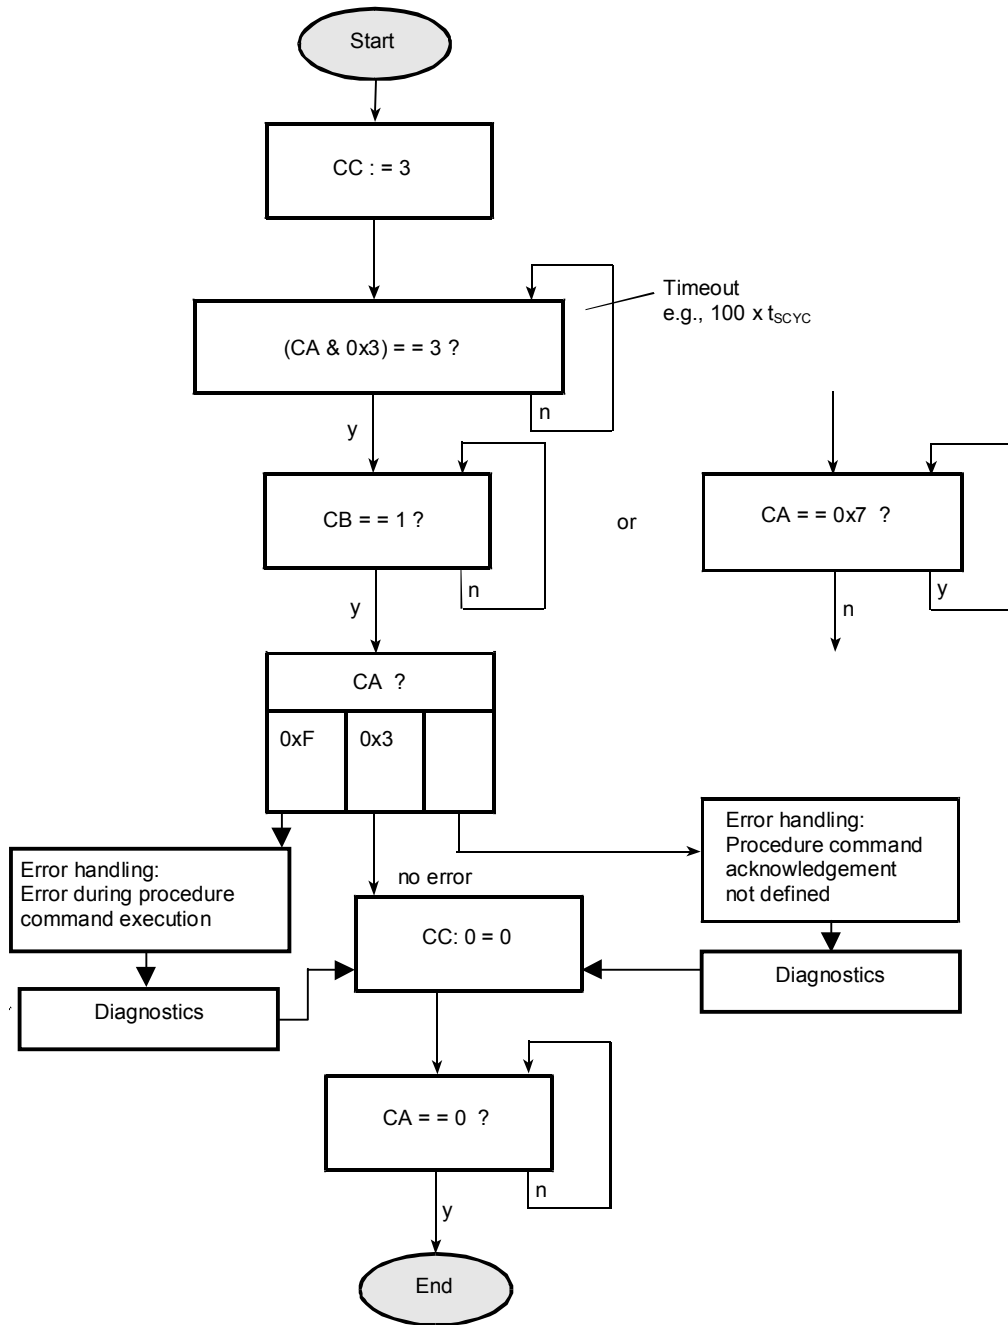 Start
CC : = 3
Timeout
e.g., 100 x tSCYC
(CA & 0x3) = = 3 ?
n
y
CB = = 1 ?
or
CA = = 0x7 ?
n
y
y
n
CA ?
0xF
0x3
Error handling:
Procedure command
acknowledgement
not defined
Error handling:
Error during procedure
command execution
no error
CC: 0 = 0
Diagnostics
Diagnostics
CA = = 0 ?
n
y
End